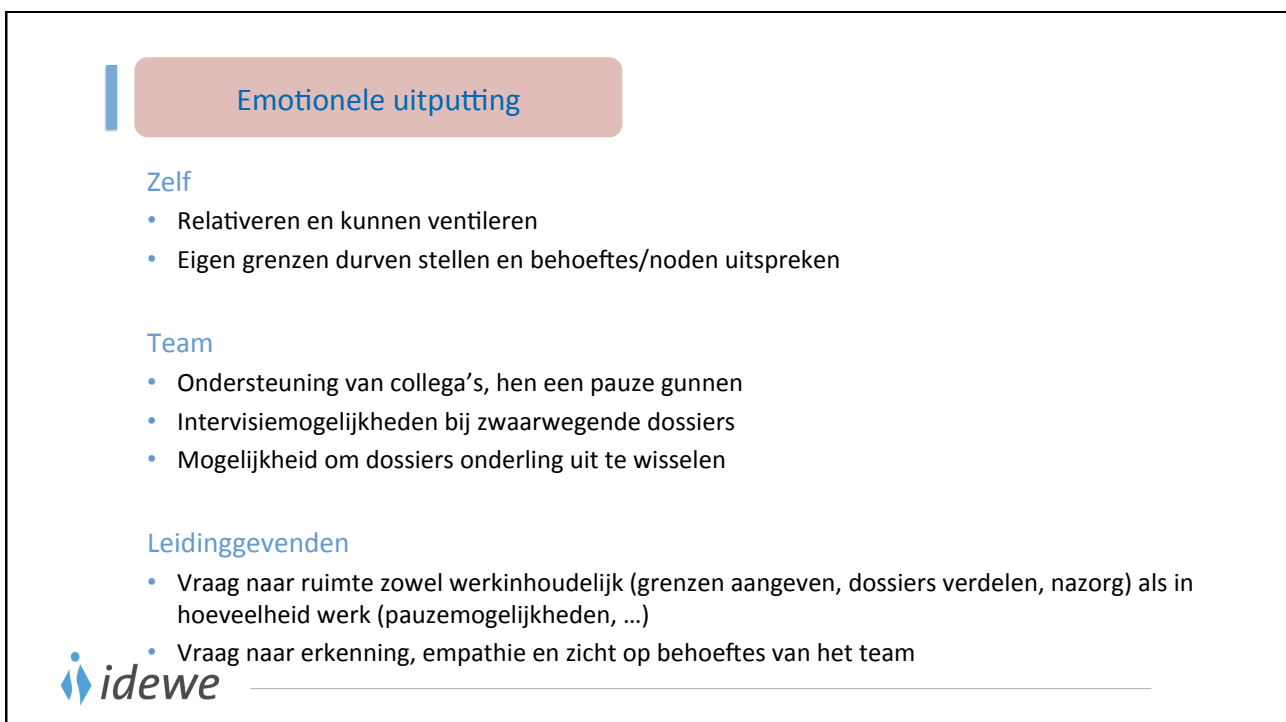 Emotionele uitputting
Zelf
• Relativeren en kunnen ventileren
• Eigen grenzen durven stellen en behoeftes/noden uitspreken
Team
• Ondersteuning van collega’s, hen een pauze gunnen
• Intervisiemogelijkheden bij zwaarwegende dossiers
• Mogelijkheid om dossiers onderling uit te wisselen
Leidinggevenden
• Vraag naar ruimte zowel werkinhoudelijk (grenzen aangeven, dossiers verdelen, nazorg) als in
hoeveelheid werk (pauzemogelijkheden, …)
• Vraag naar erkenning, empathie en zicht op behoeftes van het team
idewe